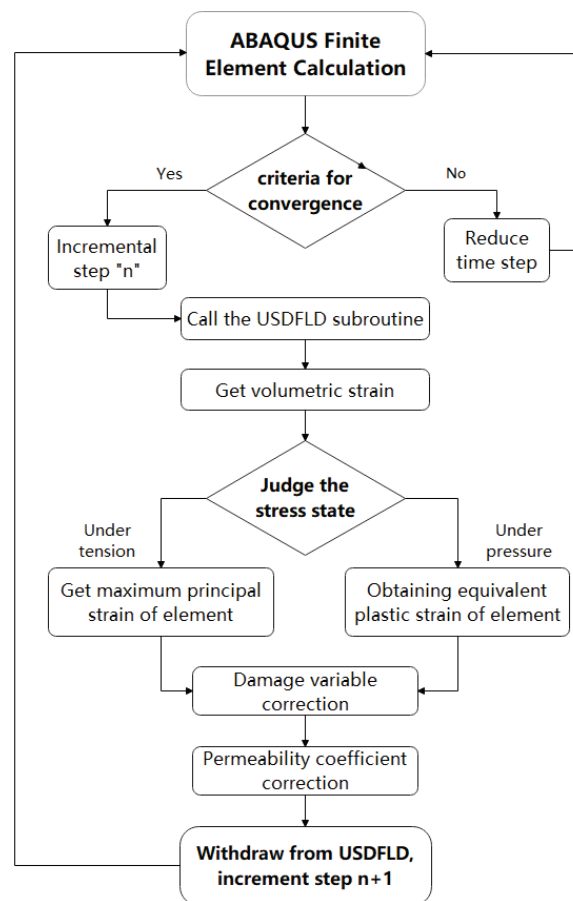 ABAQUS Finite
Element Calculation
Yes
criteria for
convergence
No
Incremental
step "n"
Reduce
time step
Call the USDFLD subroutine
Get volumetric strain
Judge the
stress state
Under
tension
Under
pressure
Get maximum principal
strain of element
Obtaining equivalent
plastic strain of element
Damage variable
correction
Permeability coefficient
correction
Withdraw from USDFLD,
increment step n+1